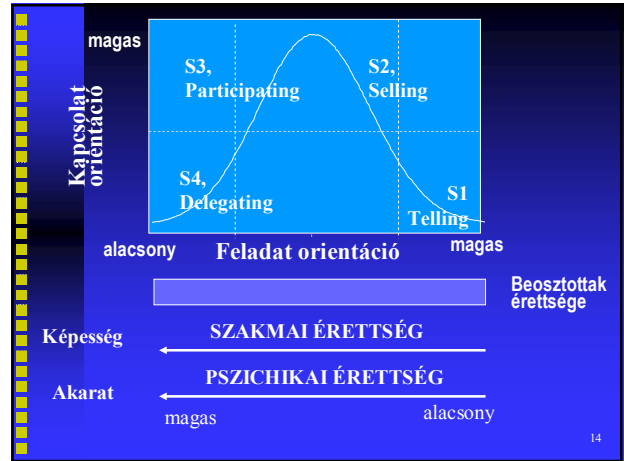 magas
Kapcsolat
orientáció
S3,
Participating
S2,
Selling
S4,
Delegating
S1
Telling
alacsony
Feladat orientáció
magas
Beosztottak
érettsége
Képesség
SZAKMAI ÉRETTSÉG
Akarat
PSZICHIKAI ÉRETTSÉG
magas
alacsony
14